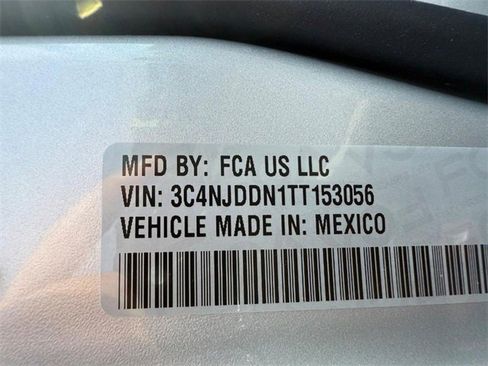 MFD BY: FCA US LLC
VIN: 3C4NJDDN1TT153056
VEHICLE MADE IN: MEXICO